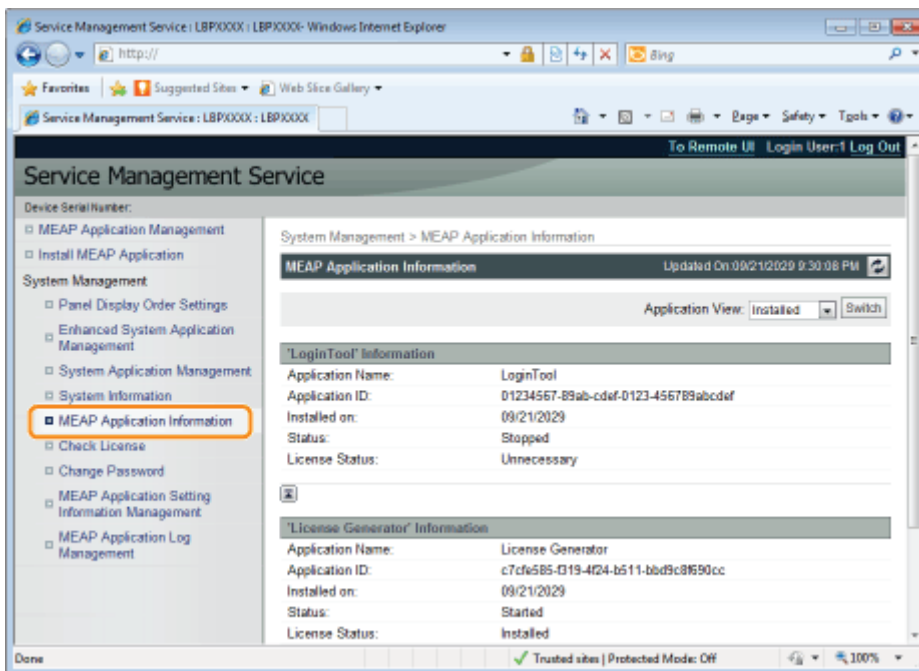 Service Management Service : LBPXXXX : LBPXXXX- Windows Internet Explorer
http://
Bing
Favorites
Suggested Sites
Web Slice Gallery
Service Management Service : LBPXXXX : LBPXXXX
Page
Safety
Tools
To Remote UI Login User:1 Log Out
Service Management Service
Device Serial Number:
MEAP Application Management
Install MEAP Application
System Management
Panel Display Order Settings
Enhanced System Application
Management
System Application Management
System Information
MEAP Application Information
Check License
Change Password
MEAP Application Setting
Information Management
MEAP Application Log
Management
System Management > MEAP Application Information
MEAP Application Information
Updated On:09/21/2029 9:30:08 PM
Application View: Installed Switch
'LoginTool' Information
Application Name: LoginTool
Application ID: 01234567-89ab-cdef-0123-456789abcdef
Installed on: 09/21/2029
Status: Stopped
License Status: Unnecessary
'License Generator' Information
Application Name: License Generator
Application ID: c7cfe585-f319-4f24-b511-bbd9c8f690cc
Installed on: 09/21/2029
Status: Started
License Status: Installed
Done
Trusted sites | Protected Mode: Off
100%